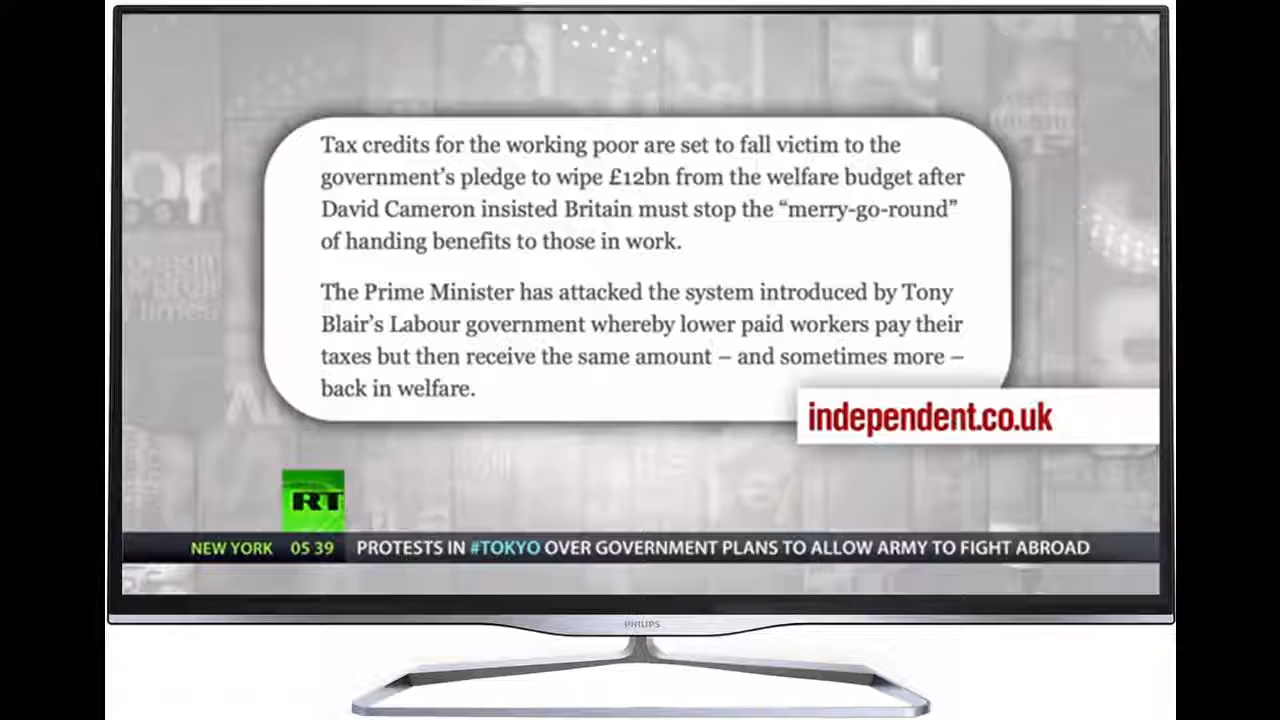 Tax credits for the working poor are set to fall victim to the
government's pledge to wipe £12bn from the welfare budget after
David Cameron insisted Britain must stop the “merry-go-round”
of handing benefits to those in work.
The Prime Minister has attacked the system introduced by Tony
Blair's Labour government whereby lower paid workers pay their
taxes but then receive the same amount – and sometimes more –
back in welfare.
independent.co.uk
RT
NEW YORK 05 39 PROTESTS IN #TOKYO OVER GOVERNMENT PLANS TO ALLOW ARMY TO FIGHT ABROAD
PHILIPS